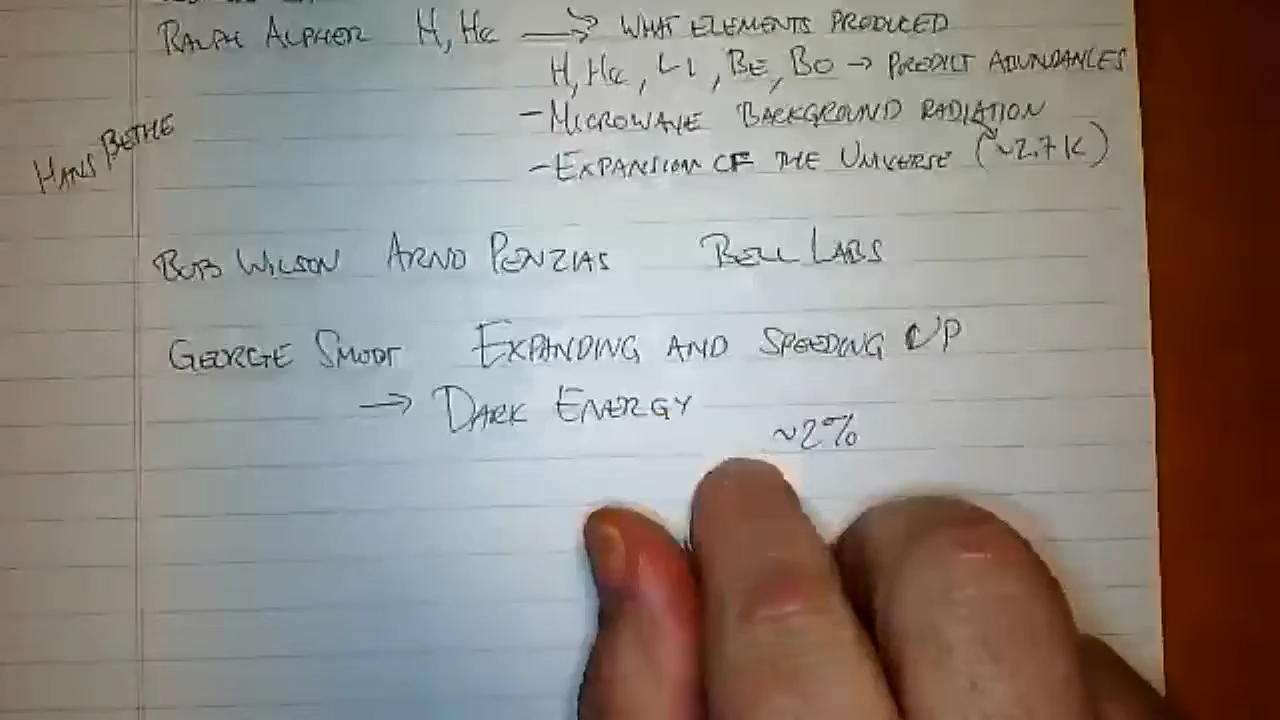 RALPH ALPHER H, He → WHAT ELEMENTS PRODUCED
H, He, LI, BE, BO → PREDICT ABUNDANCES
- MICROWAVE BACKGROUND RADIATION
- EXPANSION OF THE UNIVERSE (~2.7K)
HANS BETHE
BOB WILSON ARNO PENZIAS BELL LABS
GEORGE SMOOT EXPANDING AND SPEEDING UP
→ DARK ENERGY
~2%